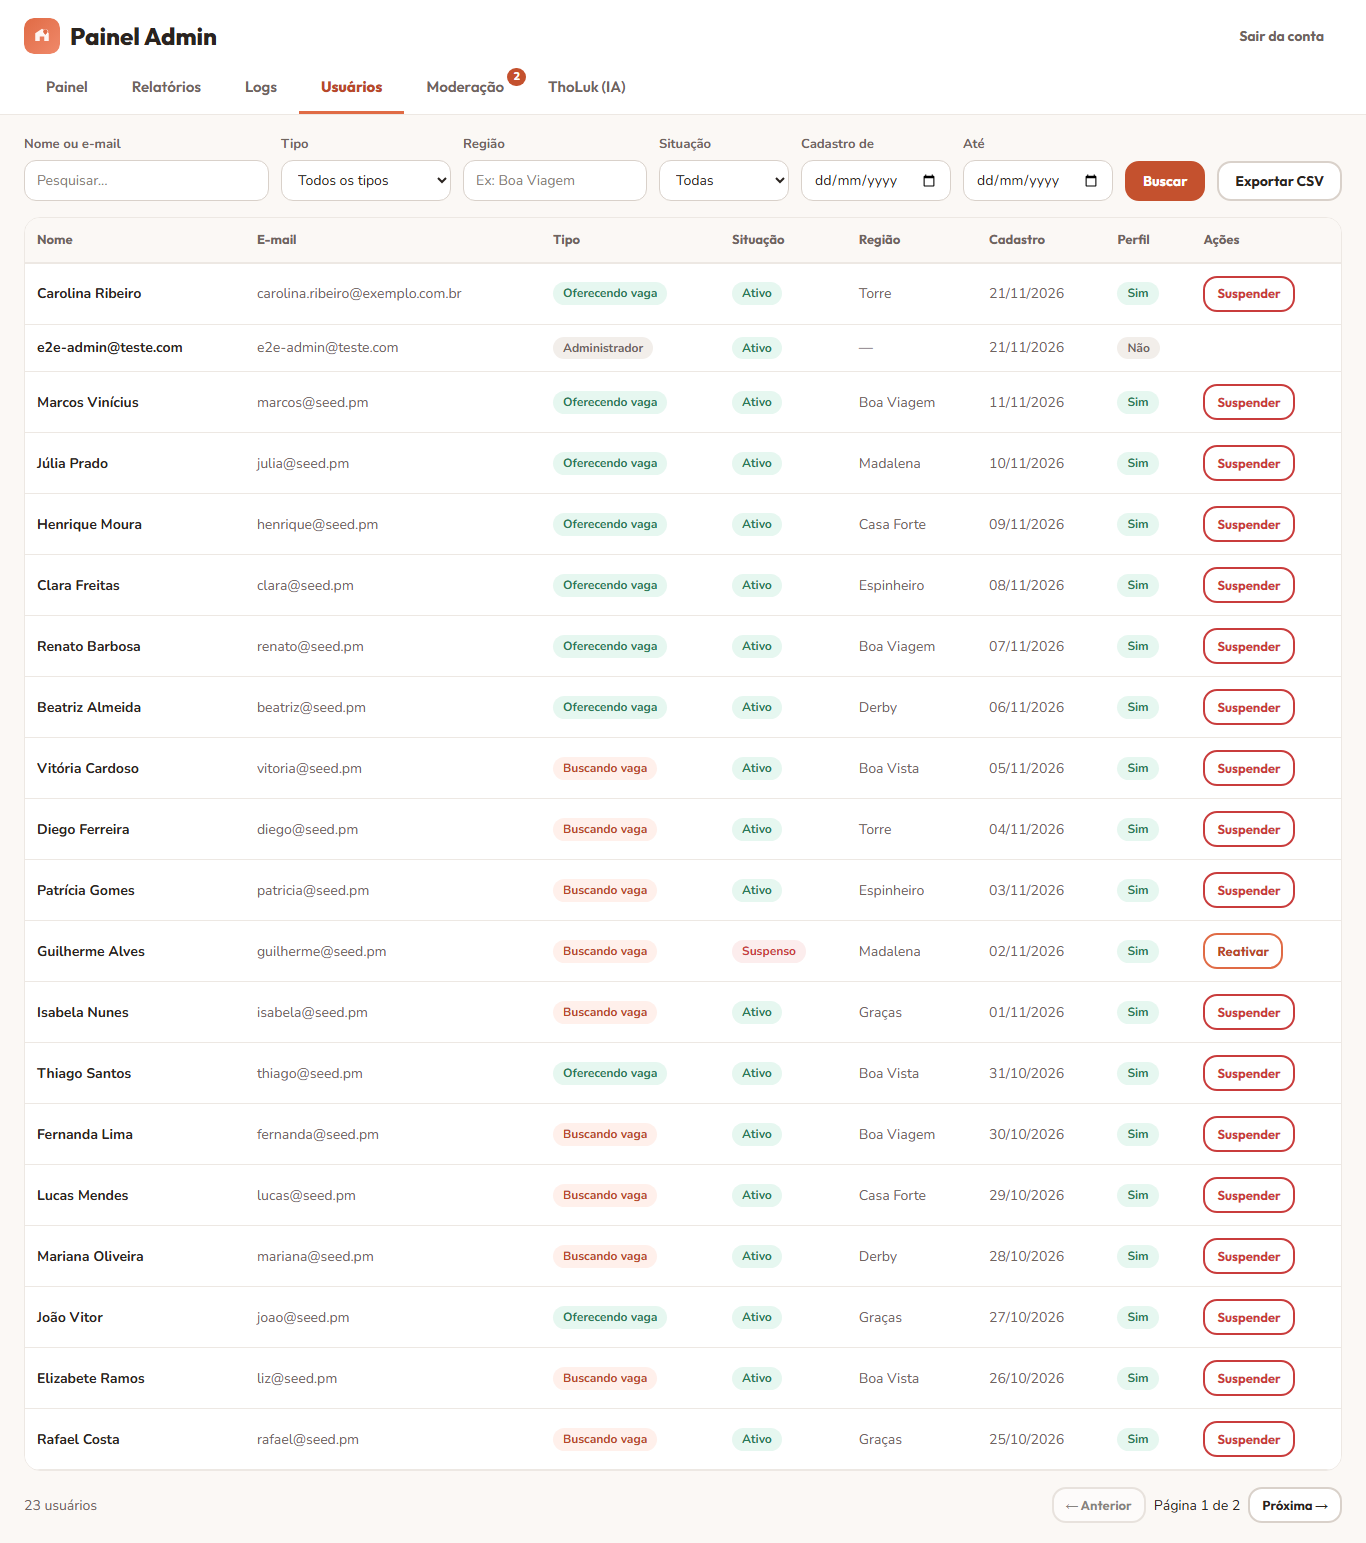 Painel Admin
Sair da conta
Painel Relatórios Logs Usuários Moderação 2 ThoLuk (IA)
Nome ou e-mail Tipo Região Situação Cadastro de Até
Pesquisar... Todos os tipos Ex: Boa Viagem Todas dd/mm/yyyy dd/mm/yyyy Buscar Exportar CSV
Nome E-mail Tipo Situação Região Cadastro Perfil Ações
Carolina Ribeiro carolina.ribeiro@exemplo.com.br Oferecendo vaga Ativo Torre 21/11/2026 Sim Suspender
e2e-admin@teste.com e2e-admin@teste.com Administrador Ativo — 21/11/2026 Não
Marcos Vinícius marcos@seed.pm Oferecendo vaga Ativo Boa Viagem 11/11/2026 Sim Suspender
Júlia Prado julia@seed.pm Oferecendo vaga Ativo Madalena 10/11/2026 Sim Suspender
Henrique Moura henrique@seed.pm Oferecendo vaga Ativo Casa Forte 09/11/2026 Sim Suspender
Clara Freitas clara@seed.pm Oferecendo vaga Ativo Espinheiro 08/11/2026 Sim Suspender
Renato Barbosa renato@seed.pm Oferecendo vaga Ativo Boa Viagem 07/11/2026 Sim Suspender
Beatriz Almeida beatriz@seed.pm Oferecendo vaga Ativo Derby 06/11/2026 Sim Suspender
Vitória Cardoso vitoria@seed.pm Buscando vaga Ativo Boa Vista 05/11/2026 Sim Suspender
Diego Ferreira diego@seed.pm Buscando vaga Ativo Torre 04/11/2026 Sim Suspender
Patrícia Gomes patricia@seed.pm Buscando vaga Ativo Espinheiro 03/11/2026 Sim Suspender
Guilherme Alves guilherme@seed.pm Buscando vaga Suspenso Madalena 02/11/2026 Sim Reativar
Isabela Nunes isabela@seed.pm Buscando vaga Ativo Graças 01/11/2026 Sim Suspender
Thiago Santos thiago@seed.pm Oferecendo vaga Ativo Boa Vista 31/10/2026 Sim Suspender
Fernanda Lima fernanda@seed.pm Buscando vaga Ativo Boa Viagem 30/10/2026 Sim Suspender
Lucas Mendes lucas@seed.pm Buscando vaga Ativo Casa Forte 29/10/2026 Sim Suspender
Mariana Oliveira mariana@seed.pm Buscando vaga Ativo Derby 28/10/2026 Sim Suspender
João Vitor joao@seed.pm Oferecendo vaga Ativo Graças 27/10/2026 Sim Suspender
Elizabete Ramos liz@seed.pm Buscando vaga Ativo Boa Vista 26/10/2026 Sim Suspender
Rafael Costa rafael@seed.pm Buscando vaga Ativo Graças 25/10/2026 Sim Suspender
23 usuários ← Anterior Página 1 de 2 Próxima →